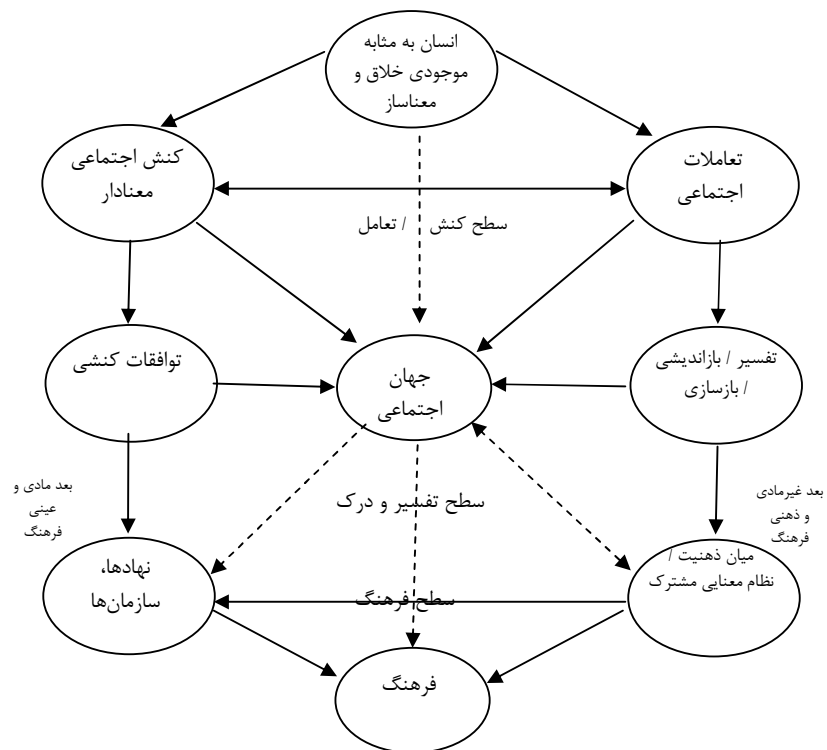 انسان به مثابه
موجودی خلاق و
معناساز
تعاملات
اجتماعی
کنش اجتماعی
معنادار
سطح کنش / تعامل
تفسیر / بازاندیشی
/ بازسازی
جهان
اجتماعی
توافقات کنشی
بعد غیرمادی
و ذهنی
فرهنگ
سطح تفسیر و درک
بعد مادی و
عینی
فرهنگ
میان ذهنیت /
نظام معنایی مشترک
سطح فرهنگ
نهادها،
سازمان‌ها
فرهنگ